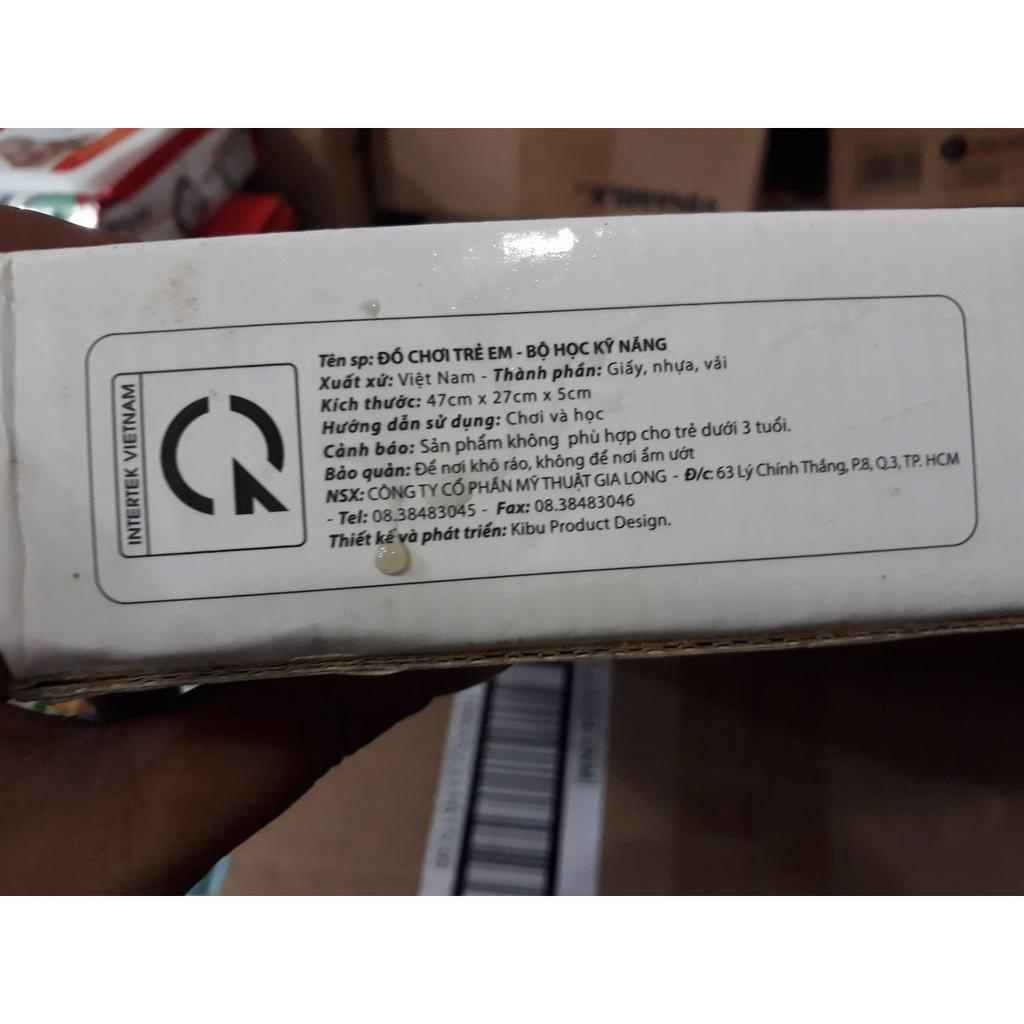 INTERTEK VIETNAM
Tên sp: ĐỒ CHƠI TRẺ EM - BỘ HỌC KỸ NĂNG
Xuất xứ: Việt Nam - Thành phần: Giấy, nhựa, vải
Kích thước: 47cm x 27cm x 5cm
Hướng dẫn sử dụng: Chơi và học
Cảnh báo: Sản phẩm không phù hợp cho trẻ dưới 3 tuổi.
Bảo quản: Để nơi khô ráo, không để nơi ẩm ướt
NSX: CÔNG TY CỔ PHẦN MỸ THUẬT GIA LONG - Đ/c: 63 Lý Chính Thắng, P.8, Q.3, TP. HCM
- Tel: 08.38483045 - Fax: 08.38483046
Thiết kế và phát triển: Kibu Product Design.